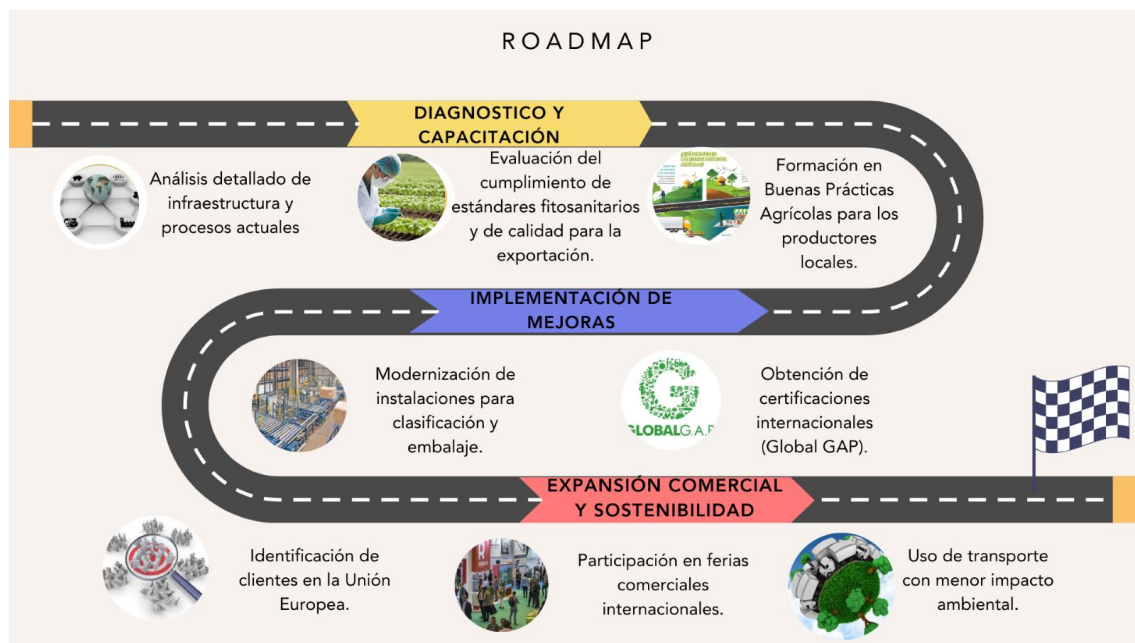 ROADMAP
DIAGNOSTICO Y
CAPACITACIÓN
Análisis detallado de
infraestructura y
procesos actuales
Evaluación del
cumplimiento de
estándares fitosanitarios
y de calidad para la
exportación.
Formación en
Buenas Prácticas
Agrícolas para los
productores
locales.
IMPLEMENTACIÓN DE
MEJORAS
Modernización de
instalaciones para
clasificación y
embalaje.
GLOBALG.A.P
Obtención de
certificaciones
internacionales
(Global GAP).
EXPANSIÓN COMERCIAL
Y SOSTENIBILIDAD
Identificación de
clientes en la Unión
Europea.
Participación en ferias
comerciales
internacionales.
Uso de transporte
con menor impacto
ambiental.